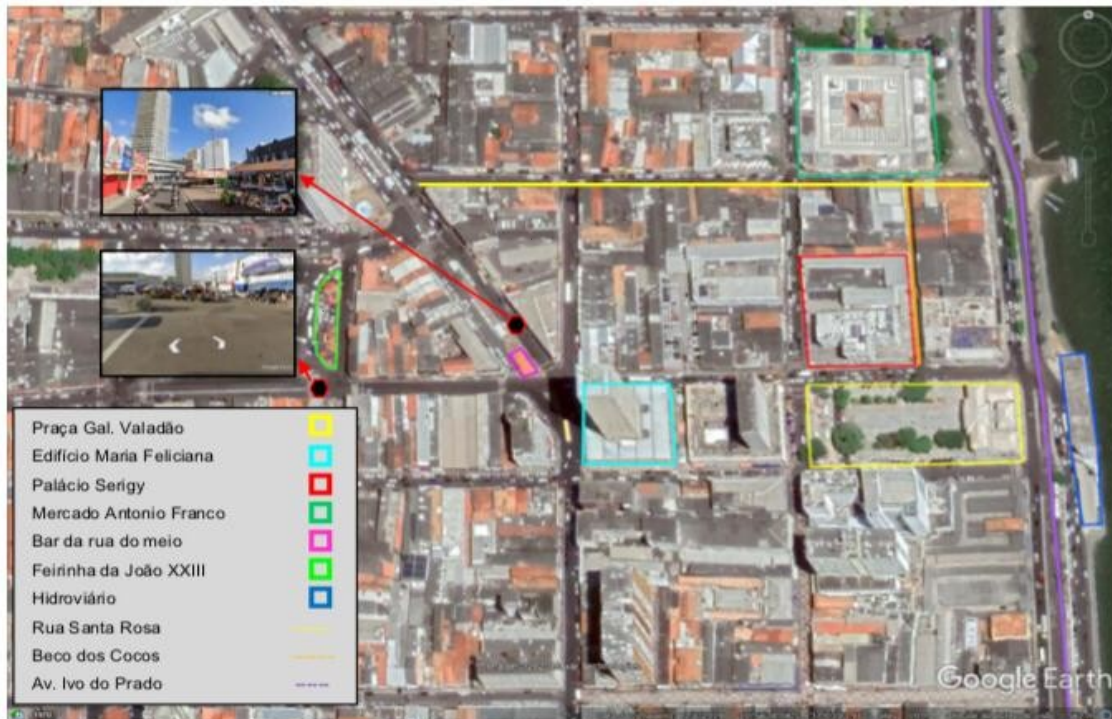 Praça Gal. Valadão
Edifício Maria Feliciana
Palácio Serigy
Mercado Antonio Franco
Bar da rua do meio
Feirinha da João XXIII
Hidroviário
Rua Santa Rosa
Beco dos Cocos
Av. Ivo do Prado
Google Earth